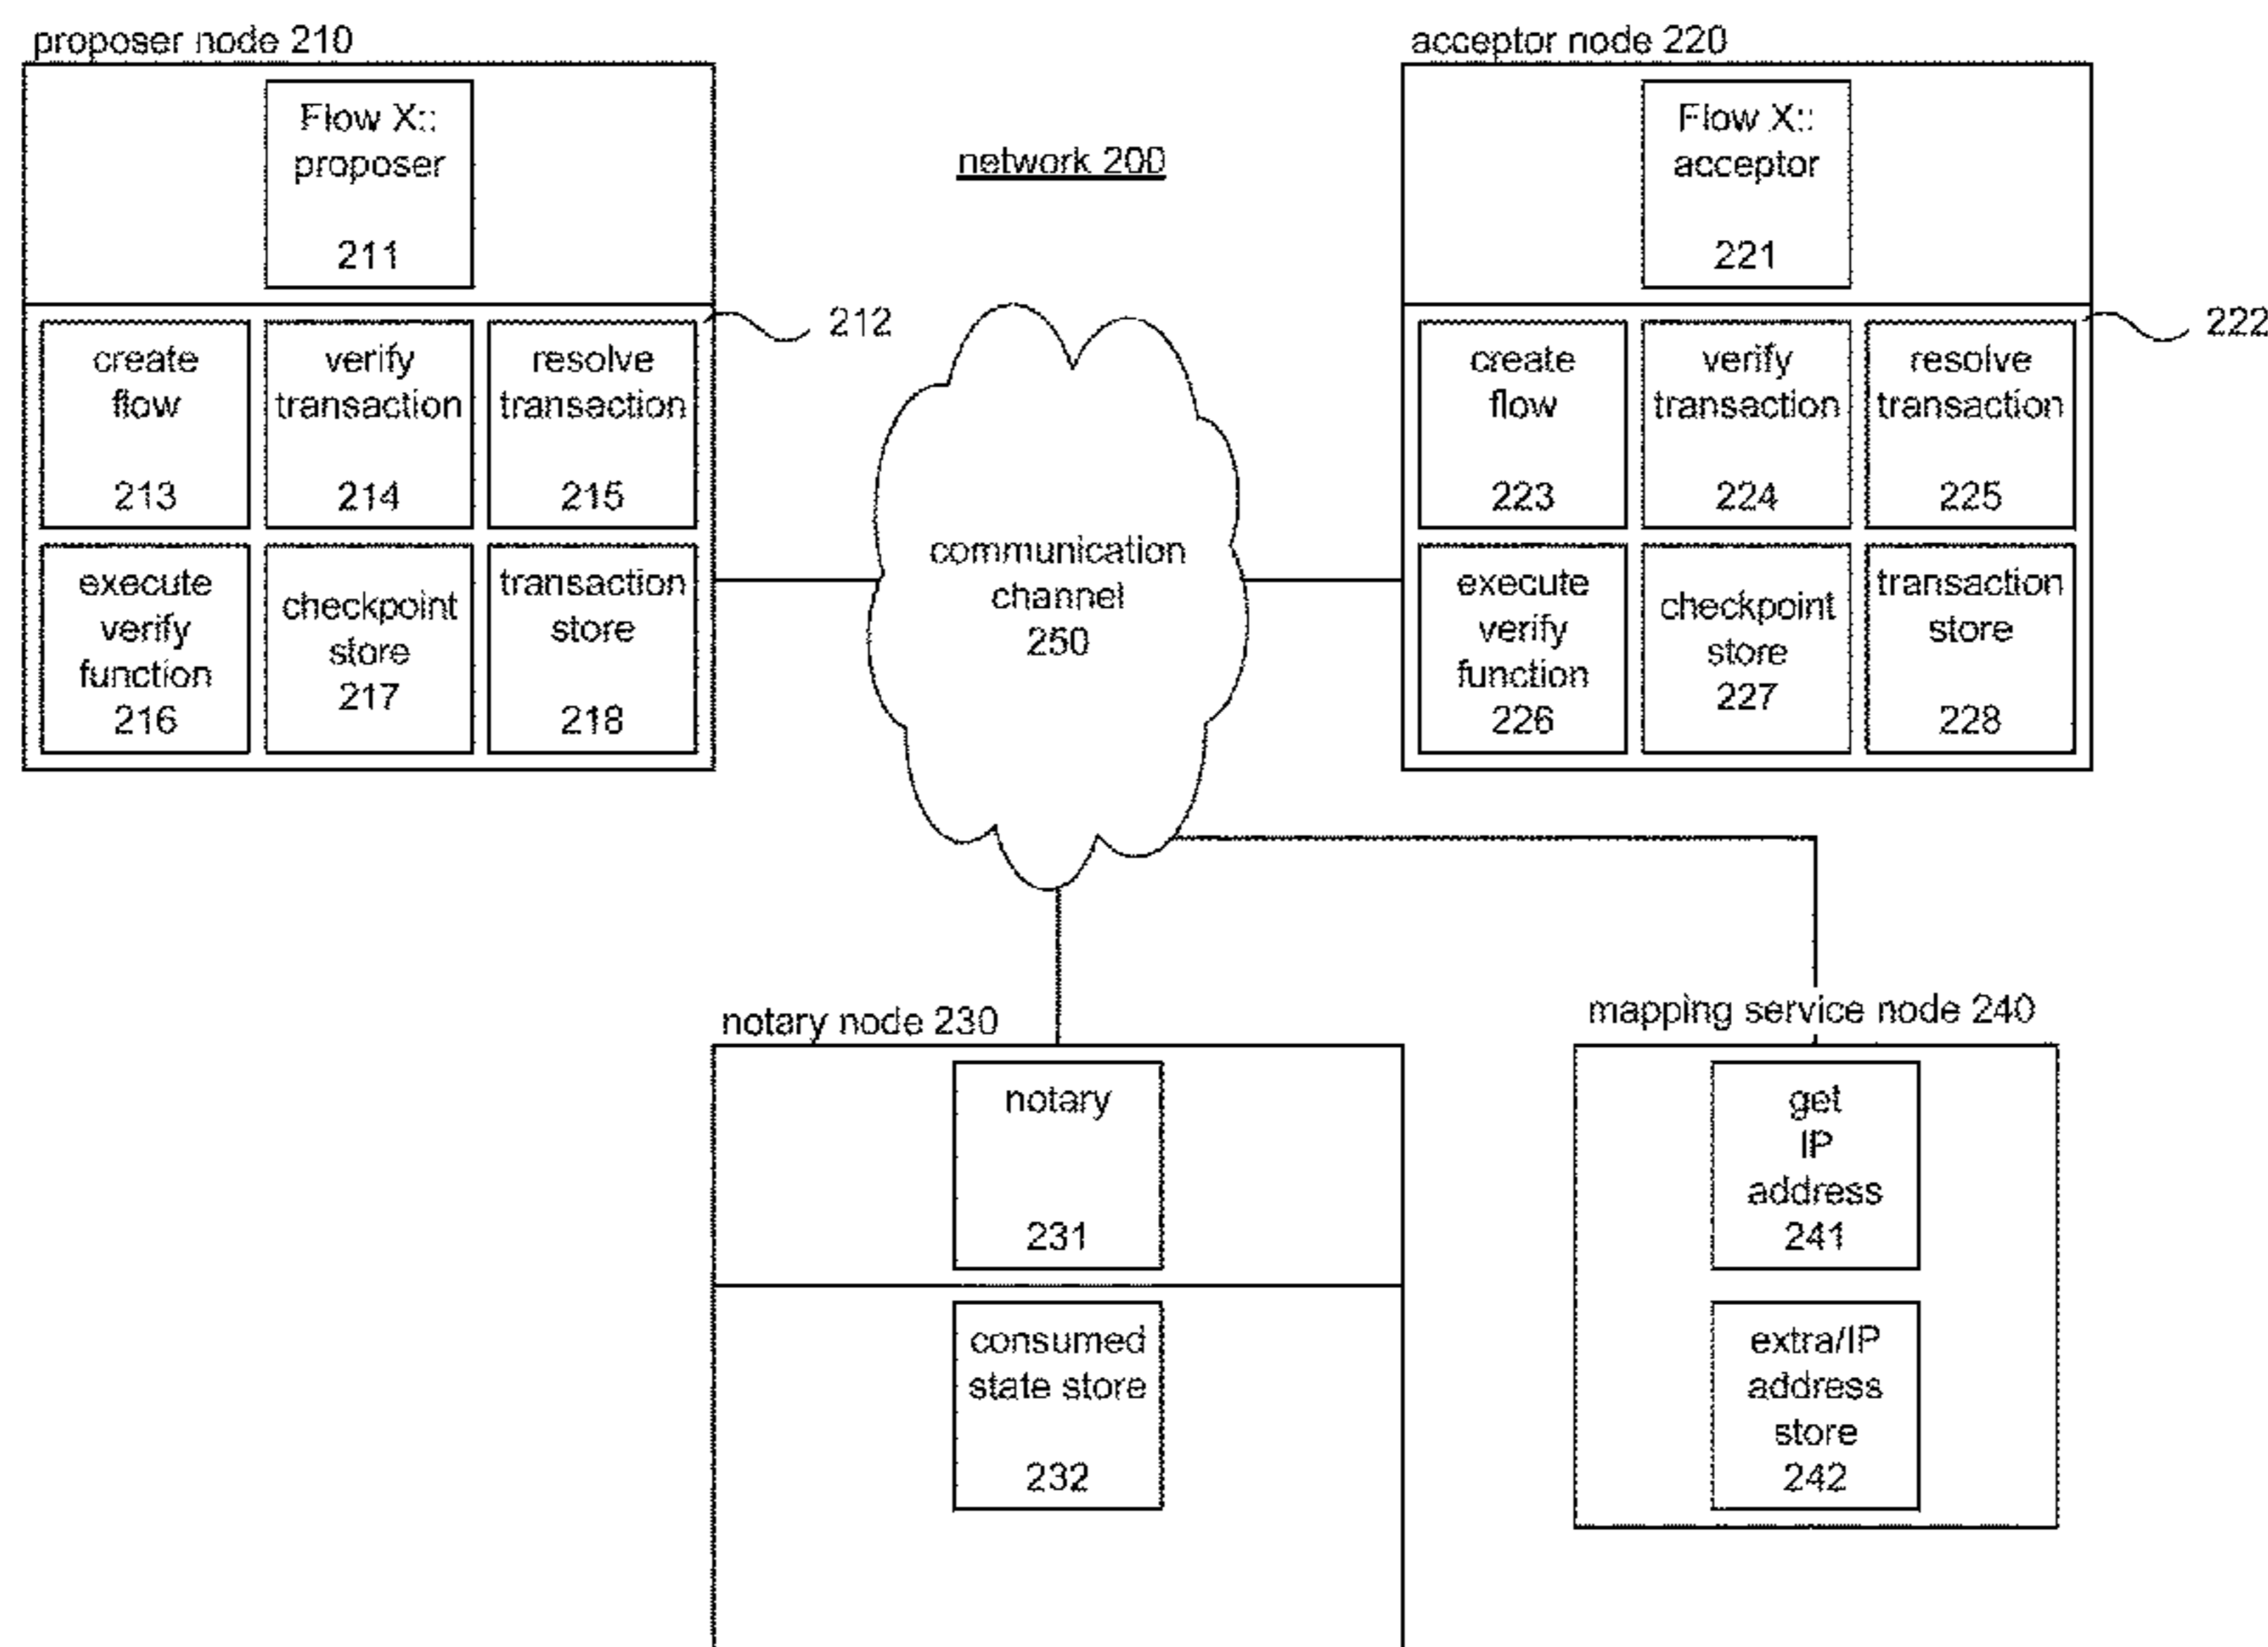 proposer node 210
Flow X::
proposer
211
212
create
flow
213
verify
transaction
214
resolve
transaction
215
execute
verify
function
216
checkpoint
store
217
transaction
store
218
network 200
communication
channel
250
acceptor node 220
Flow X::
acceptor
221
222
create
flow
223
verify
transaction
224
resolve
transaction
225
execute
verify
function
226
checkpoint
store
227
transaction
store
228
notary node 230
notary
231
consumed
state store
232
mapping service node 240
get
IP
address
241
extra/IP
address
store
242